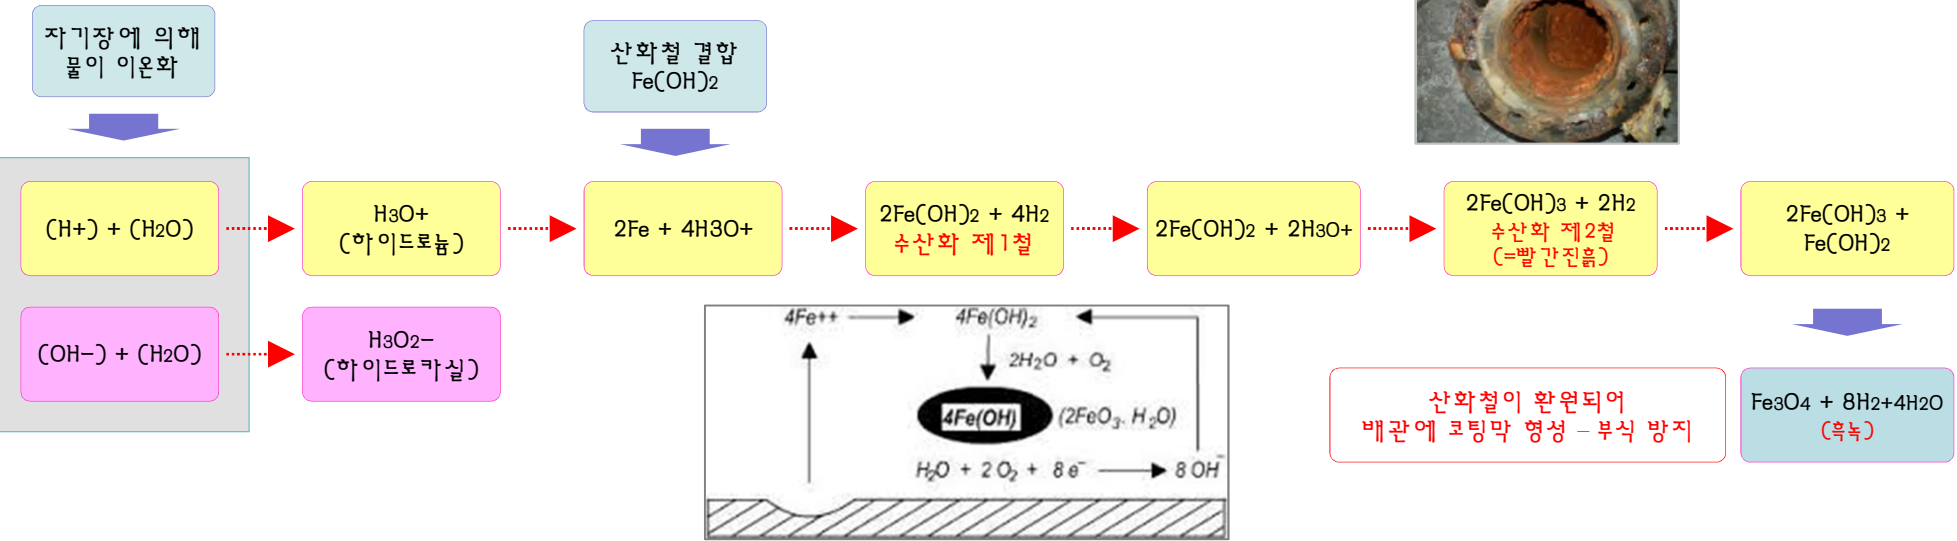 자기장에 의해
물이 이온화
산화철 결합
Fe(OH)2
(H+) + (H2O)
H3O+
(하이드로늄)
2Fe + 4H3O+
2Fe(OH)2 + 4H2
수산화 제1철
2Fe(OH)2 + 2H3O+
2Fe(OH)3 + 2H2
수산화 제2철
(=빨간진흙)
2Fe(OH)3 +
Fe(OH)2
(OH-) + (H2O)
H3O2-
(하이드로카실)
4Fe++
4Fe(OH)2
2H2O + O2
4Fe(OH)
(2FeO3. H2O)
H2O + 2O2 + 8e-
8OH-
산화철이 환원되어
배관에 코팅막 형성 – 부식 방지
Fe3O4 + 8H2+4H2O
(흑녹)